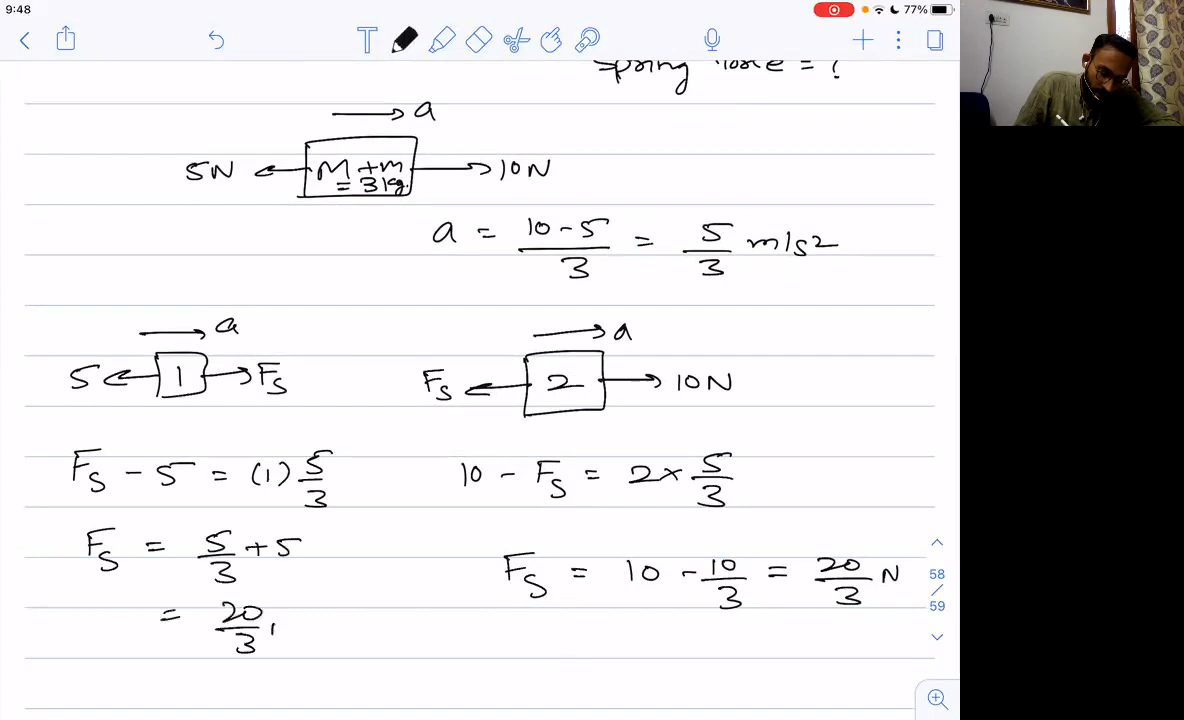 9:48
77%
T
Spring Force = ?
a
5N M+m 10N
= 3kg.
a = 10-5/3 = 5/3 m/s2
a
a
5 1 Fs
Fs 2 10N
Fs - 5 = (1) 5/3
10 - Fs = 2 × 5/3
Fs = 5/3 + 5
Fs = 10 - 10/3 = 20/3 N
= 20/3
58
/
59